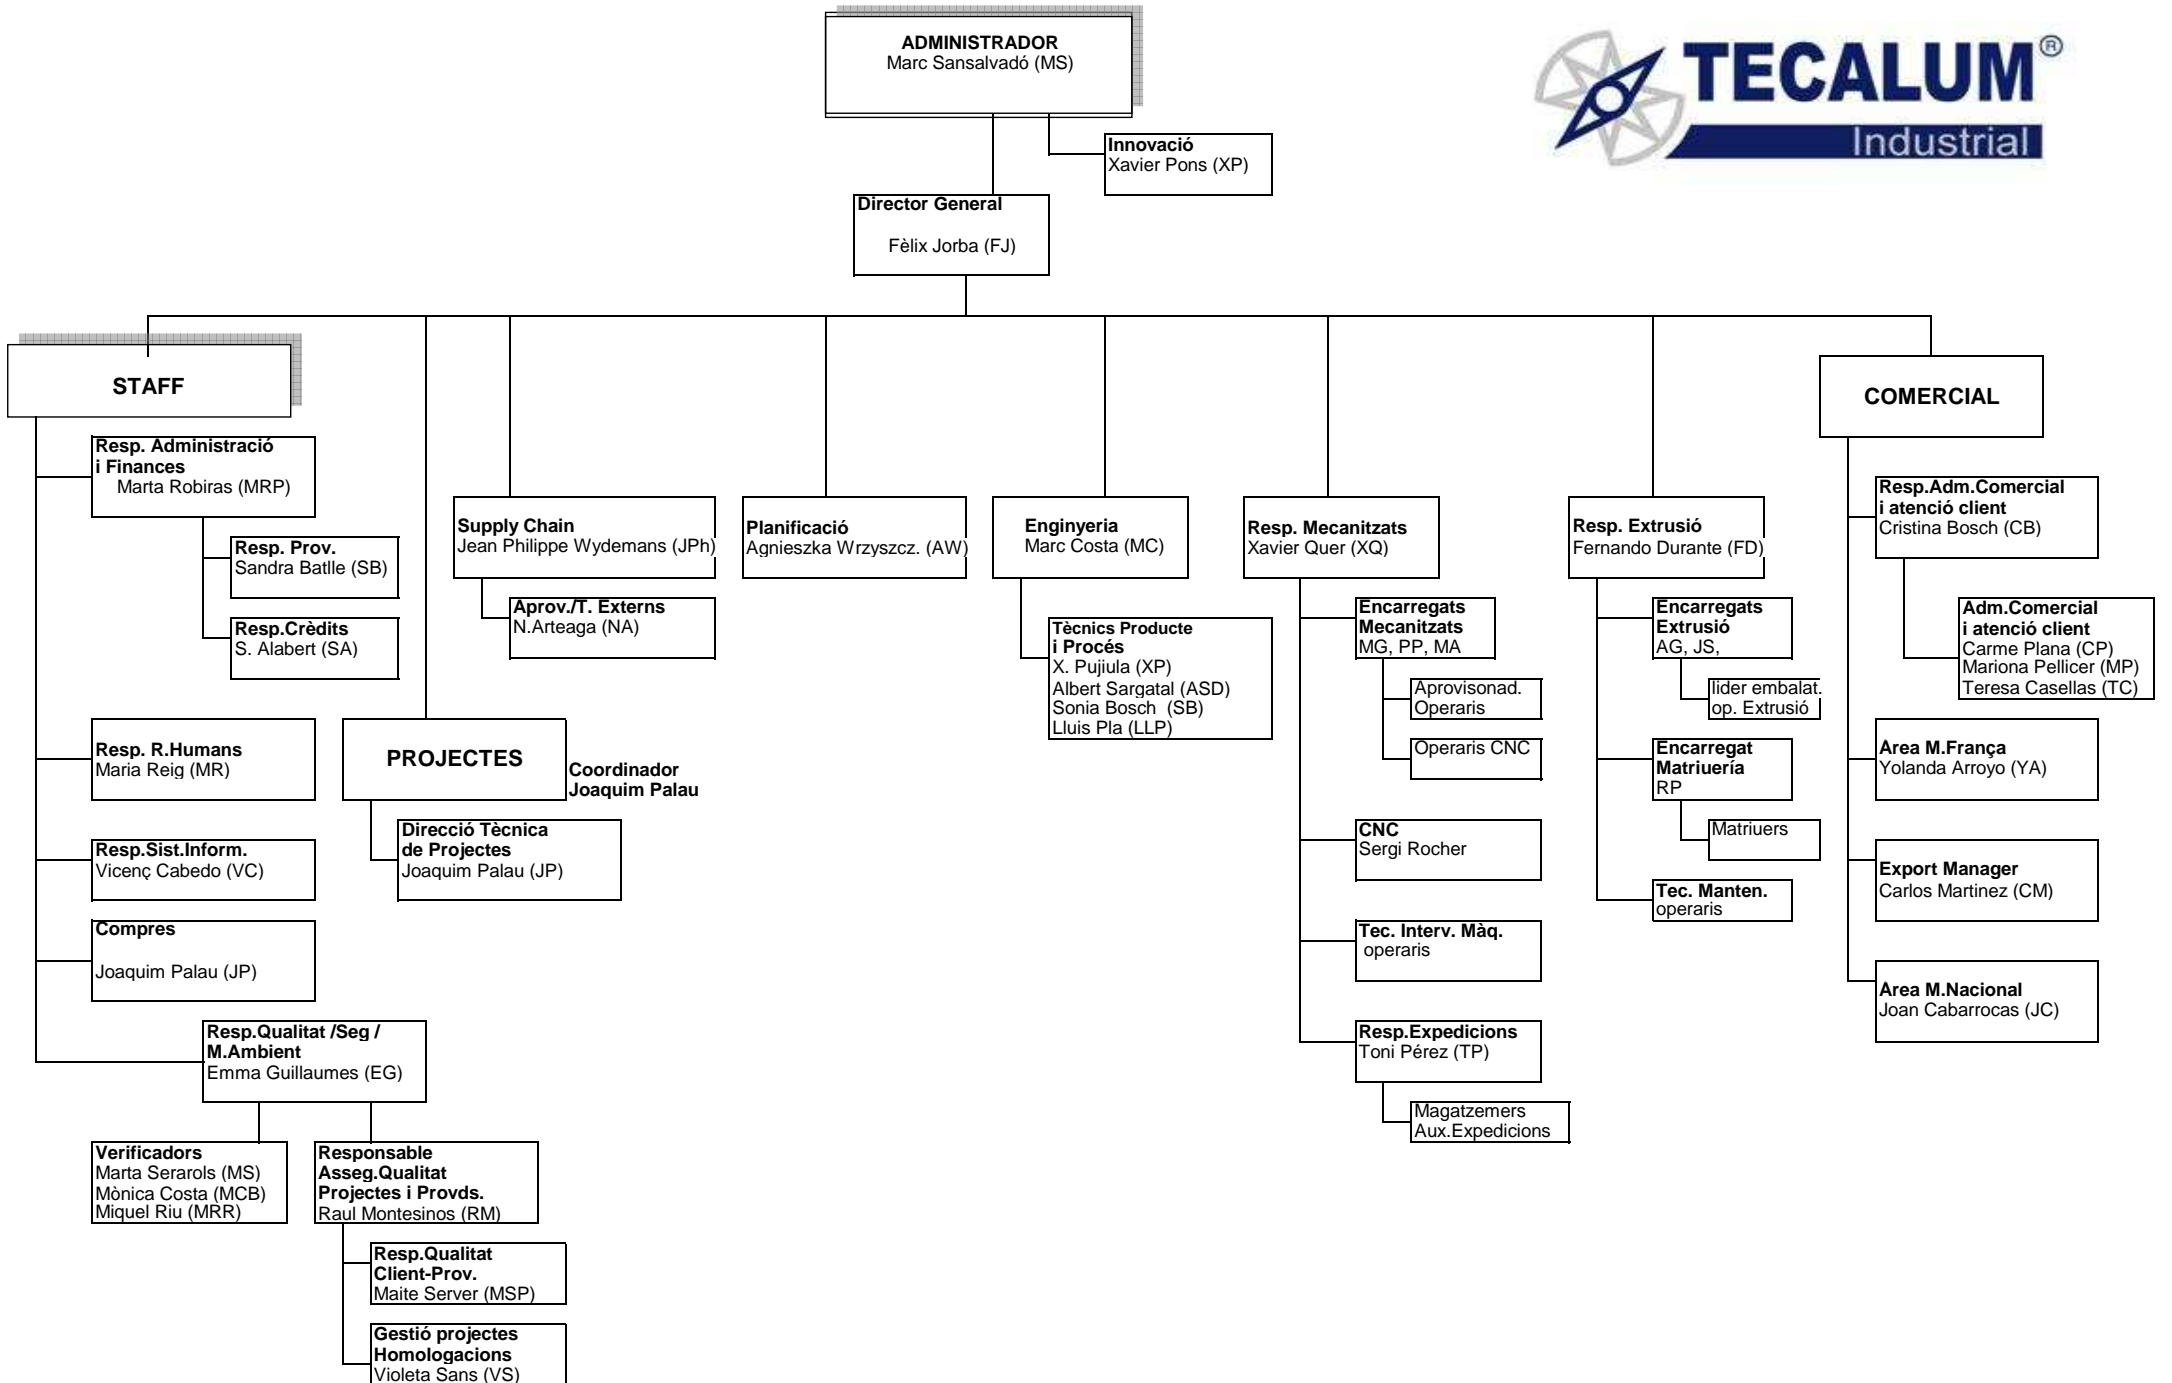 ADMINISTRADOR
Marc Sansalvadó (MS)
TECALUM®
Industrial
Innovació
Xavier Pons (XP)
Director General
Fèlix Jorba (FJ)
STAFF
Resp. Administració
i Finances
Marta Robiras (MRP)
Resp. Prov.
Sandra Batlle (SB)
Resp.Crèdits
S. Alabert (SA)
Resp. R.Humans
Maria Reig (MR)
Resp.Sist.Inform.
Vicenç Cabedo (VC)
Compres
Joaquim Palau (JP)
Resp.Qualitat /Seg /
M.Ambient
Emma Guillaumes (EG)
Verificadors
Marta Serarols (MS)
Mònica Costa (MCB)
Miquel Riu (MRR)
Responsable
Asseg.Qualitat
Projectes i Provds.
Raul Montesinos (RM)
Resp.Qualitat
Client-Prov.
Maite Server (MSP)
Gestió projectes
Homologacions
Violeta Sans (VS)
PROJECTES
Coordinador
Joaquim Palau
Direcció Tècnica
de Projectes
Joaquim Palau (JP)
Supply Chain
Jean Philippe Wydemans (JPh)
Aprov./T. Externs
N.Arteaga (NA)
Planificació
Agnieszka Wrzyszcz. (AW)
Enginyeria
Marc Costa (MC)
Tècnics Producte
i Procés
X. Pujiula (XP)
Albert Sargatal (ASD)
Sonia Bosch (SB)
Lluis Pla (LLP)
Resp. Mecanitzats
Xavier Quer (XQ)
Encarregats
Mecanitzats
MG, PP, MA
Aprovisonad.
Operaris
Operaris CNC
CNC
Sergi Rocher
Tec. Interv. Màq.
operaris
Resp.Expedicions
Toni Pérez (TP)
Magatzemers
Aux.Expedicions
Resp. Extrusió
Fernando Durante (FD)
Encarregats
Extrusió
AG, JS,
lider embalat.
op. Extrusió
Encarregat
Matriuería
RP
Matriuers
Tec. Manten.
operaris
COMERCIAL
Resp.Adm.Comercial
i atenció client
Cristina Bosch (CB)
Adm.Comercial
i atenció client
Carme Plana (CP)
Mariona Pellicer (MP)
Teresa Casellas (TC)
Area M.França
Yolanda Arroyo (YA)
Export Manager
Carlos Martinez (CM)
Area M.Nacional
Joan Cabarrocas (JC)